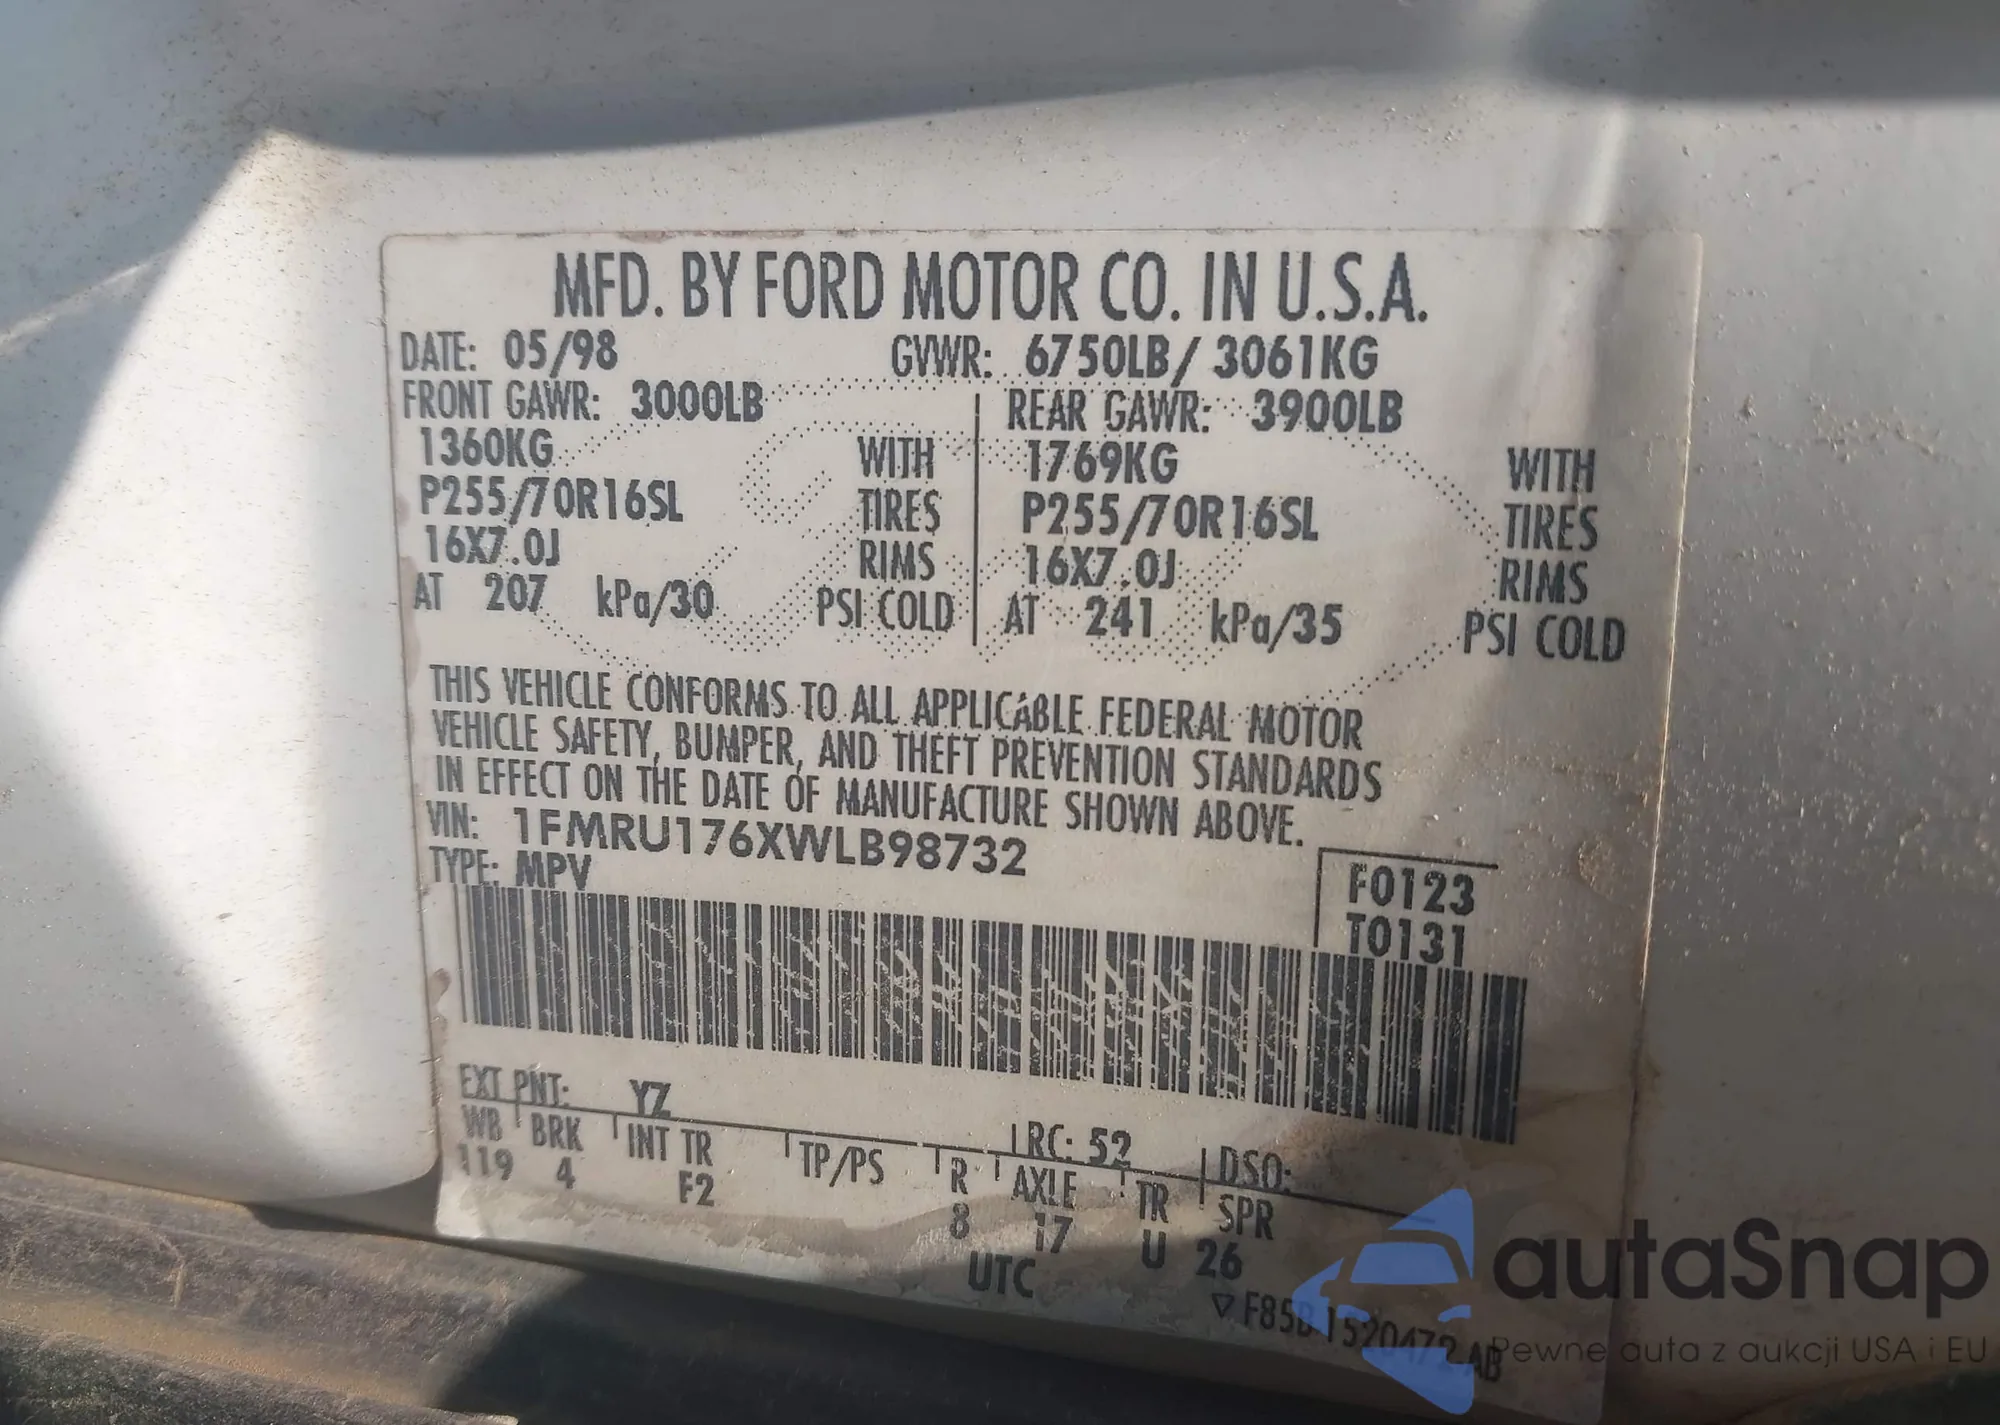 MFD. BY FORD MOTOR CO. IN U.S.A.
DATE: 05/98 GVWR: 6750LB/ 3061KG
FRONT GAWR: 3000LB REAR GAWR: 3900LB
1360KG WITH 1769KG WITH
P255/70R16SL TIRES P255/70R16SL TIRES
16X7.0J RIMS 16X7.0J RIMS
AT 207 kPa/30 PSI COLD AT 241 kPa/35 PSI COLD
THIS VEHICLE CONFORMS TO ALL APPLICABLE FEDERAL MOTOR
VEHICLE SAFETY, BUMPER, AND THEFT PREVENTION STANDARDS
IN EFFECT ON THE DATE OF MANUFACTURE SHOWN ABOVE.
VIN: 1FMRU176XWLB98732
TYPE: MPV
F0123
T0131
EXT PNT: YZ RC: 52 DSO:
WB BRK INT TR TP/PS R AXLE TR SPR
119 4 F2 8 17 U 26
UTC
▽ F85B 1520472 AB
autaSnap
Pewne auta z aukcji USA i EU